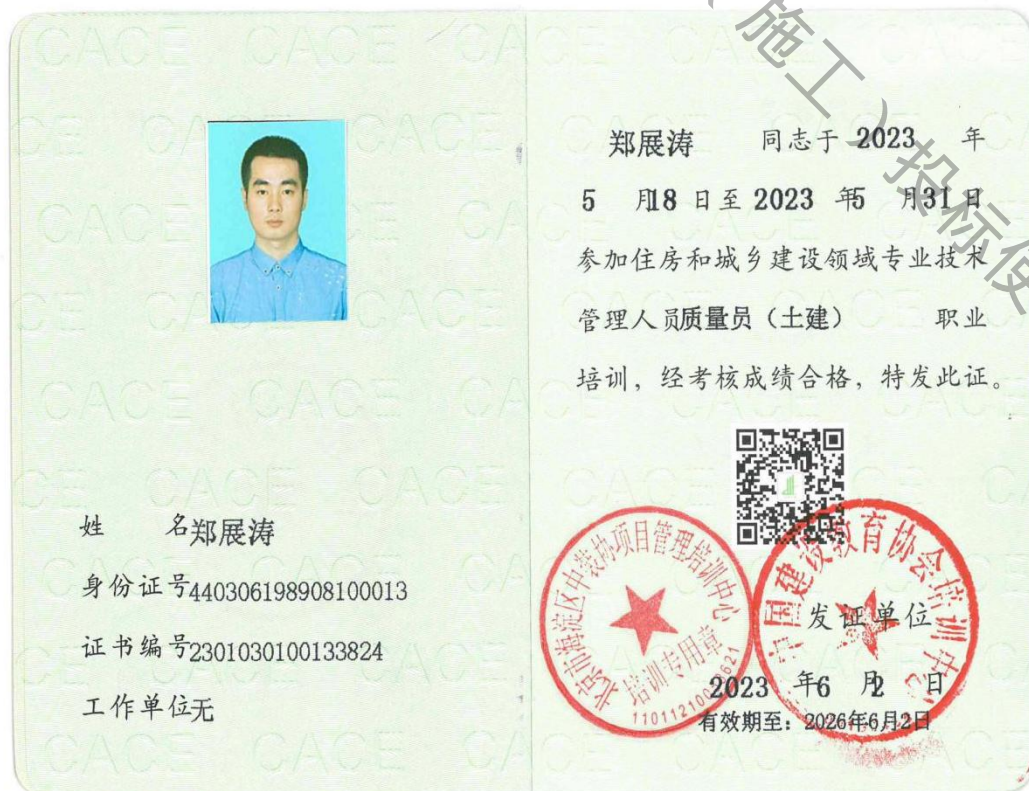 姓 名郑展涛
身份证号440306198908100013
证书编号2301030100133824
工作单位无
郑展涛 同志于 2023 年
5 月18 日至 2023 年5 月31 日
参加住房和城乡建设领域专业技术
管理人员质量员（土建） 职业
培训，经考核成绩合格，特发此证。
北京市海淀区中装协项目管理培训中心
培训专用章
中国建设教育协会培训中心
发证单位
2023 年6 月2 日
有效期至：2026年6月2日
施工）投标使
CACE